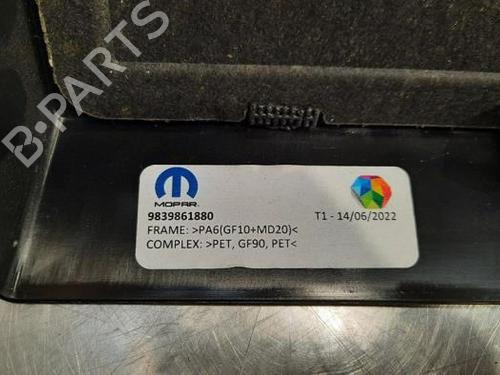 B-PARTS
MOPAR
9839861880
T1 - 14/06/2022
FRAME: >PA6(GF10+MD20)<
COMPLEX: >PET, GF90, PET<